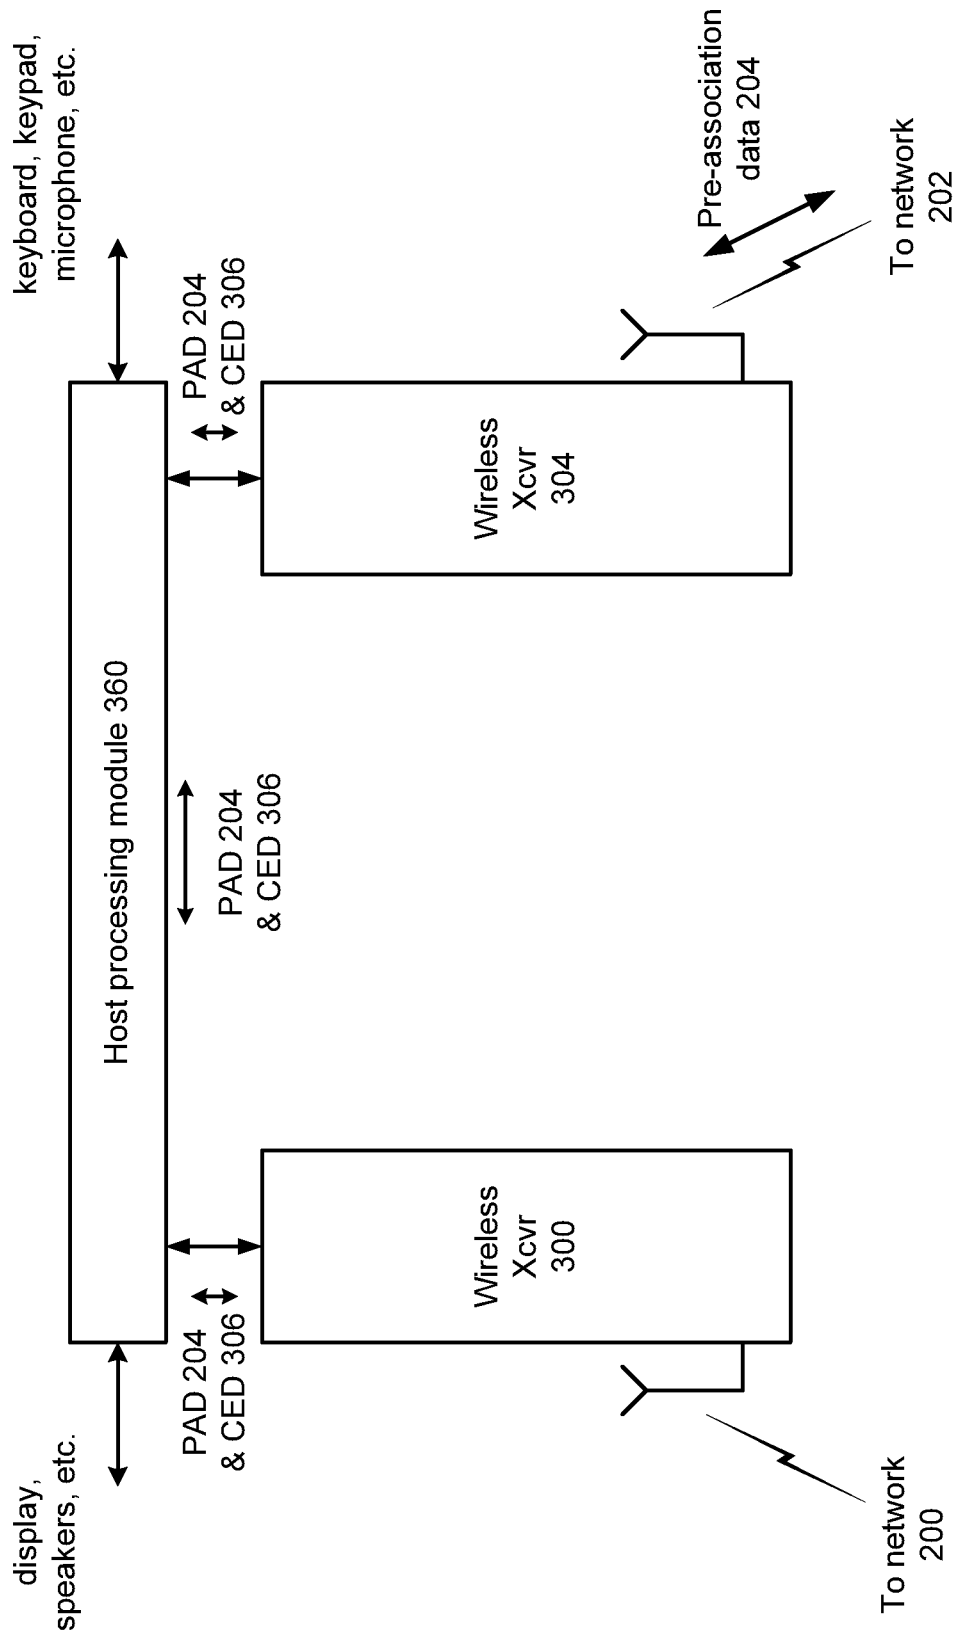 display,
speakers, etc.
keyboard, keypad,
microphone, etc.
Host processing module 360
PAD 204
& CED 306
PAD 204
& CED 306
PAD 204
& CED 306
Wireless
Xcvr
300
Wireless
Xcvr
304
Pre-association
data 204
To network
200
To network
202